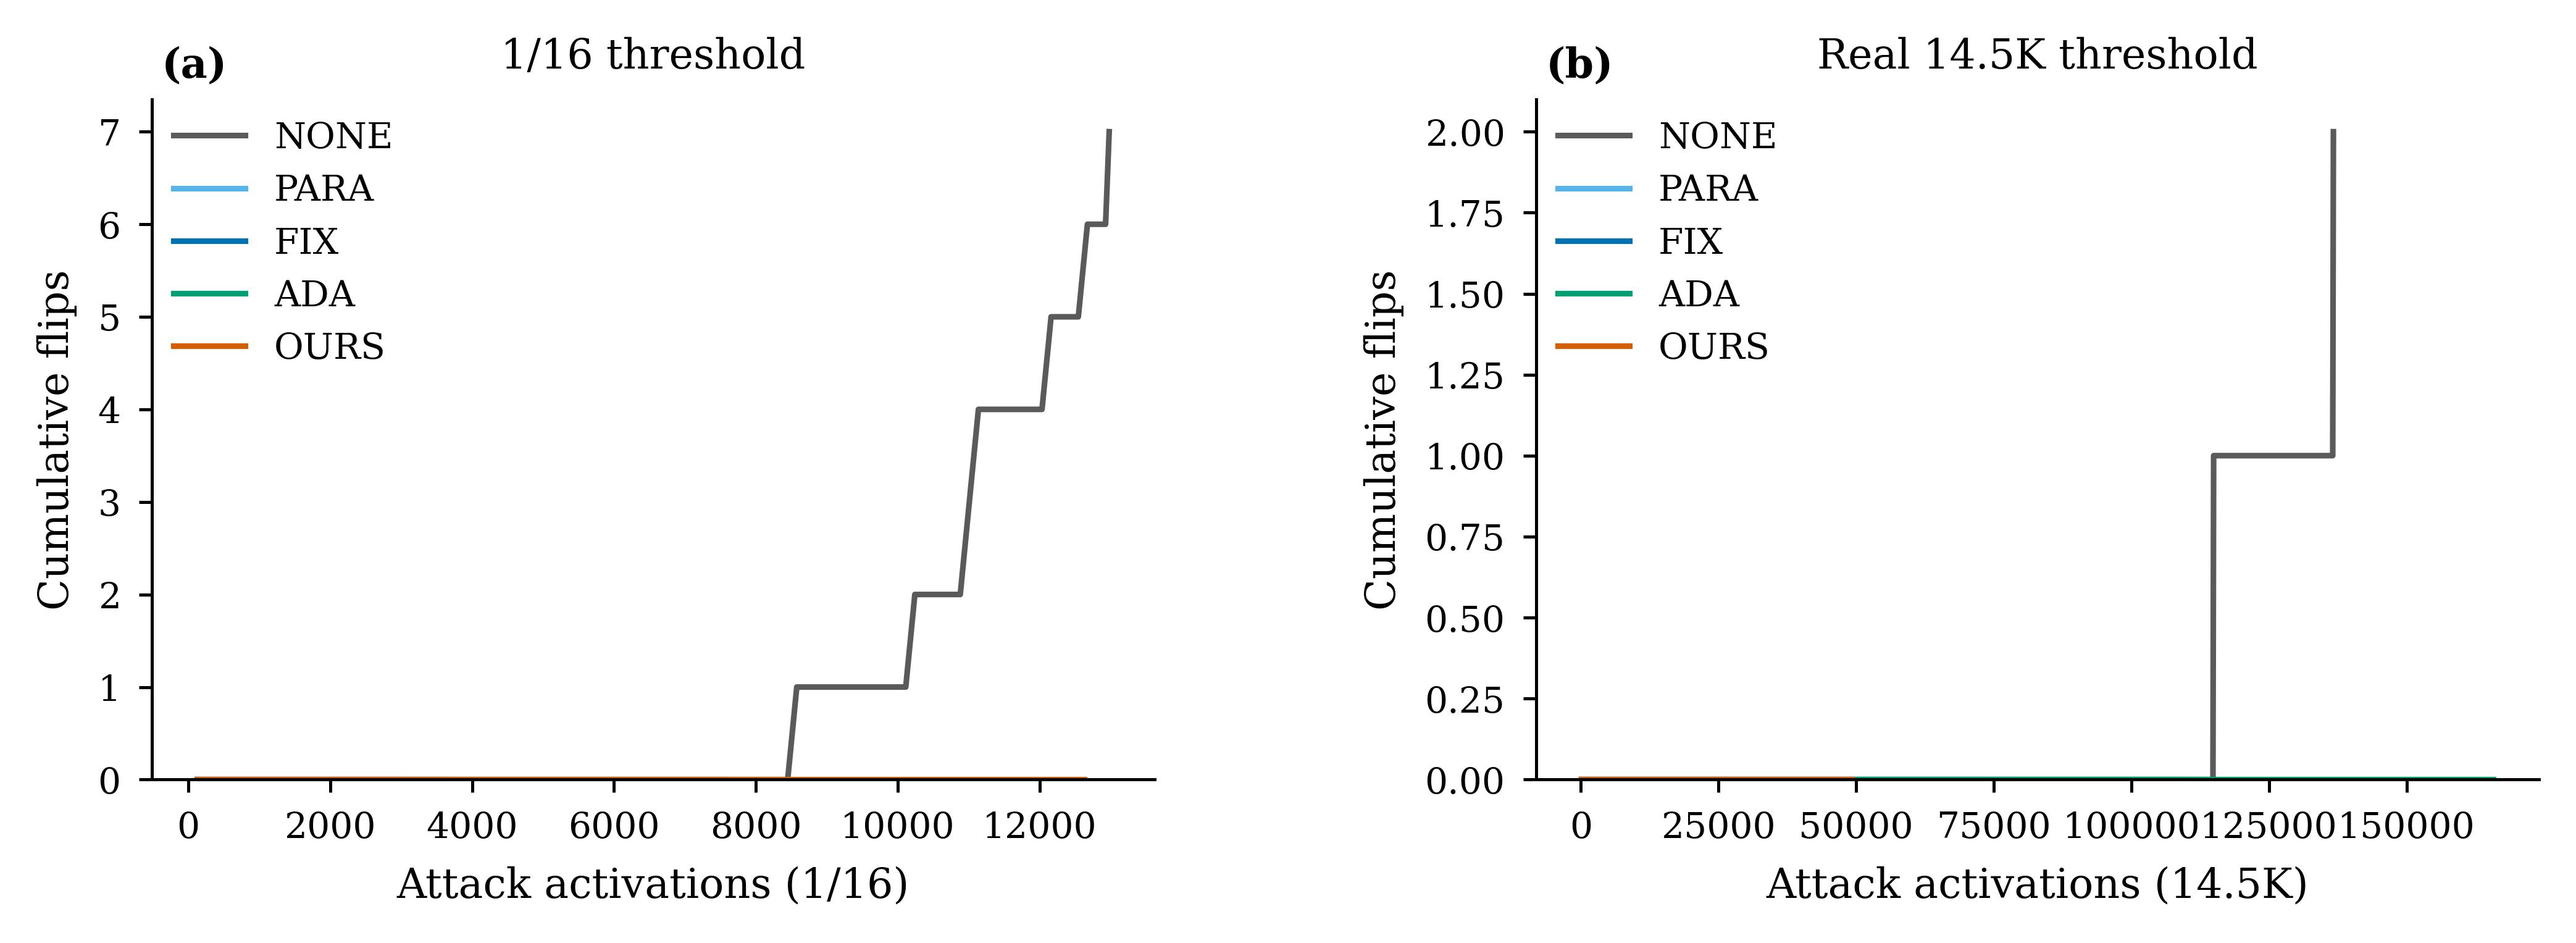 (a)
1/16 threshold
7
6
5
4
3
2
1
0
Cumulative flips
NONE
PARA
FIX
ADA
OURS
0 2000 4000 6000 8000 10000 12000
Attack activations (1/16)
(b)
Real 14.5K threshold
2.00
1.75
1.50
1.25
1.00
0.75
0.50
0.25
0.00
Cumulative flips
NONE
PARA
FIX
ADA
OURS
0 25000 50000 75000 100000 125000 150000
Attack activations (14.5K)